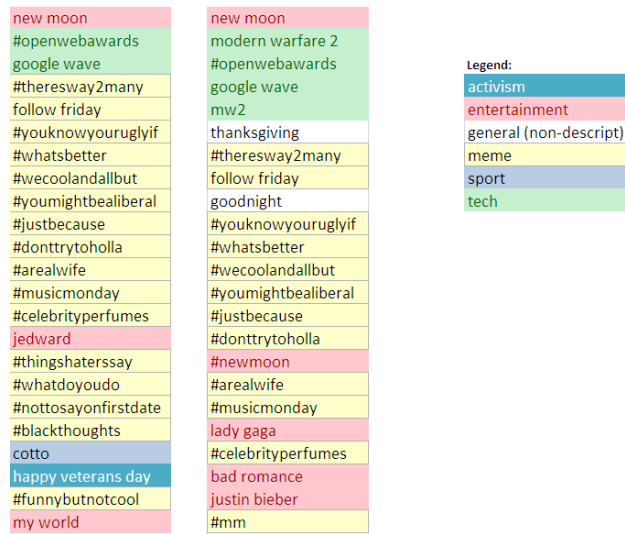 new moon
#openwebawards
google wave
#theresway2many
follow friday
#youknowyouruglyif
#whatsbetter
#wecoolandallbut
#youmightbealiberal
#justbecause
#donttrytoholla
#arealwife
#musicmonday
#celebrityperfumes
jedward
#thingshaterssay
#whatdoyoudo
#nottosayonfirstdate
#blackthoughts
cotto
happy veterans day
#funnybutnotcool
my world
new moon
modern warfare 2
#openwebawards
google wave
mw2
thanksgiving
#theresway2many
follow friday
goodnight
#youknowyouruglyif
#whatsbetter
#wecoolandallbut
#youmightbealiberal
#justbecause
#donttrytoholla
#newmoon
#arealwife
#musicmonday
lady gaga
#celebrityperfumes
bad romance
justin bieber
#mm
Legend:
activism
entertainment
general (non-descript)
meme
sport
tech